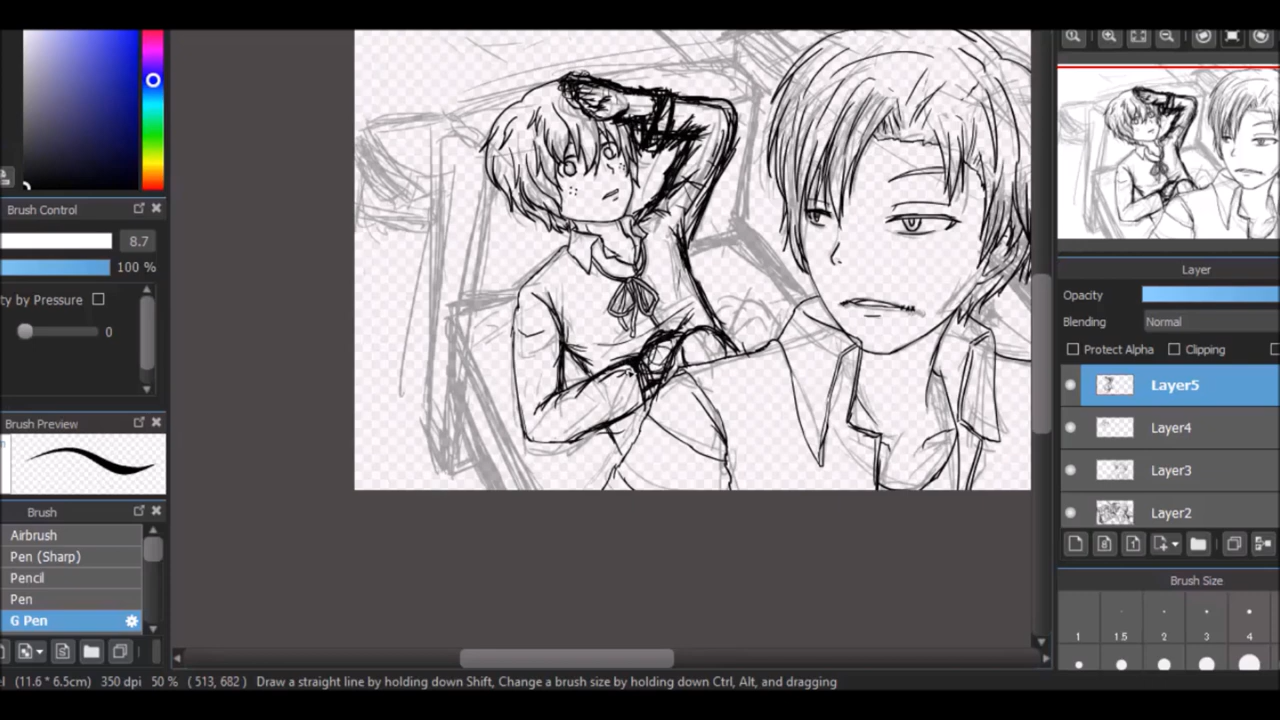 Brush Control
8.7
100 %
ty by Pressure
0
Brush Preview
Brush
Airbrush
Pen (Sharp)
Pencil
Pen
G Pen
Layer
Opacity
Blending
Normal
Protect Alpha
Clipping
Layer5
Layer4
Layer3
Layer2
Brush Size
1
1.5
2
3
4
(11.6 * 6.5cm) 350 dpi 50 % ( 513, 682 ) Draw a straight line by holding down Shift, Change a brush size by holding down Ctrl, Alt, and dragging